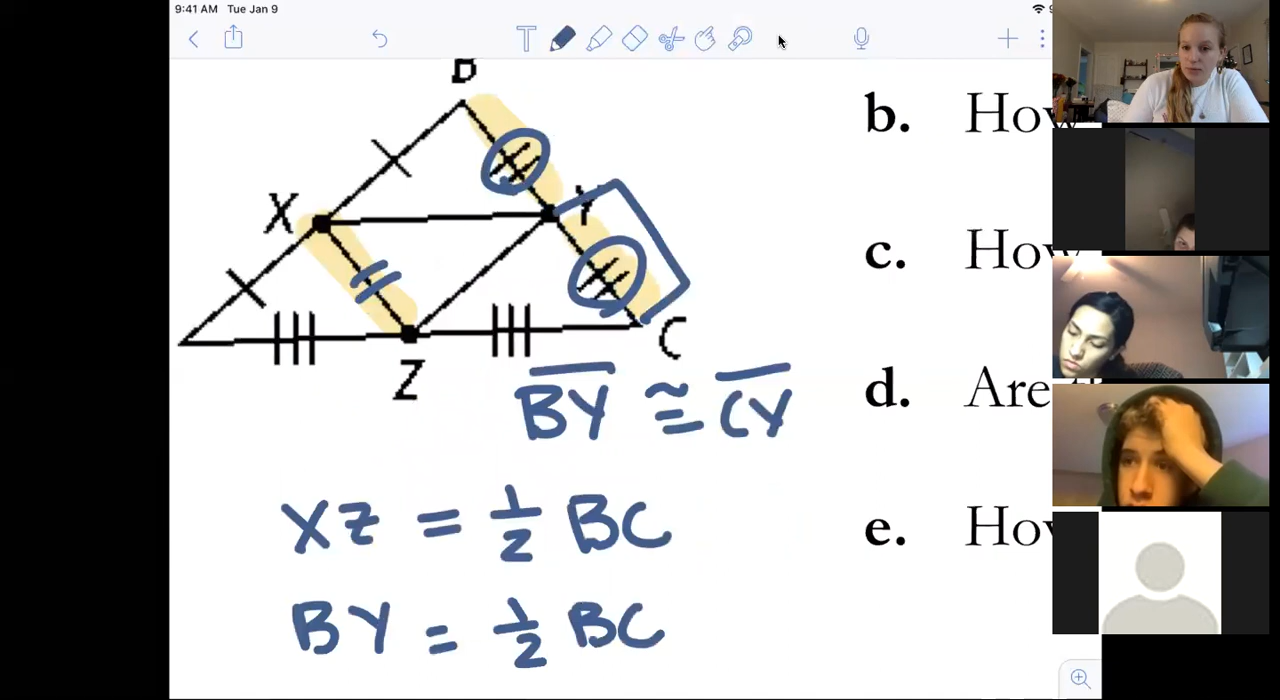 9:41 AM Tue Jan 9
T
B
b. How
X
Y
c. How
C
Z
BY ≅ CY
d. Are
XZ = 1/2 BC
e. How
BY = 1/2 BC